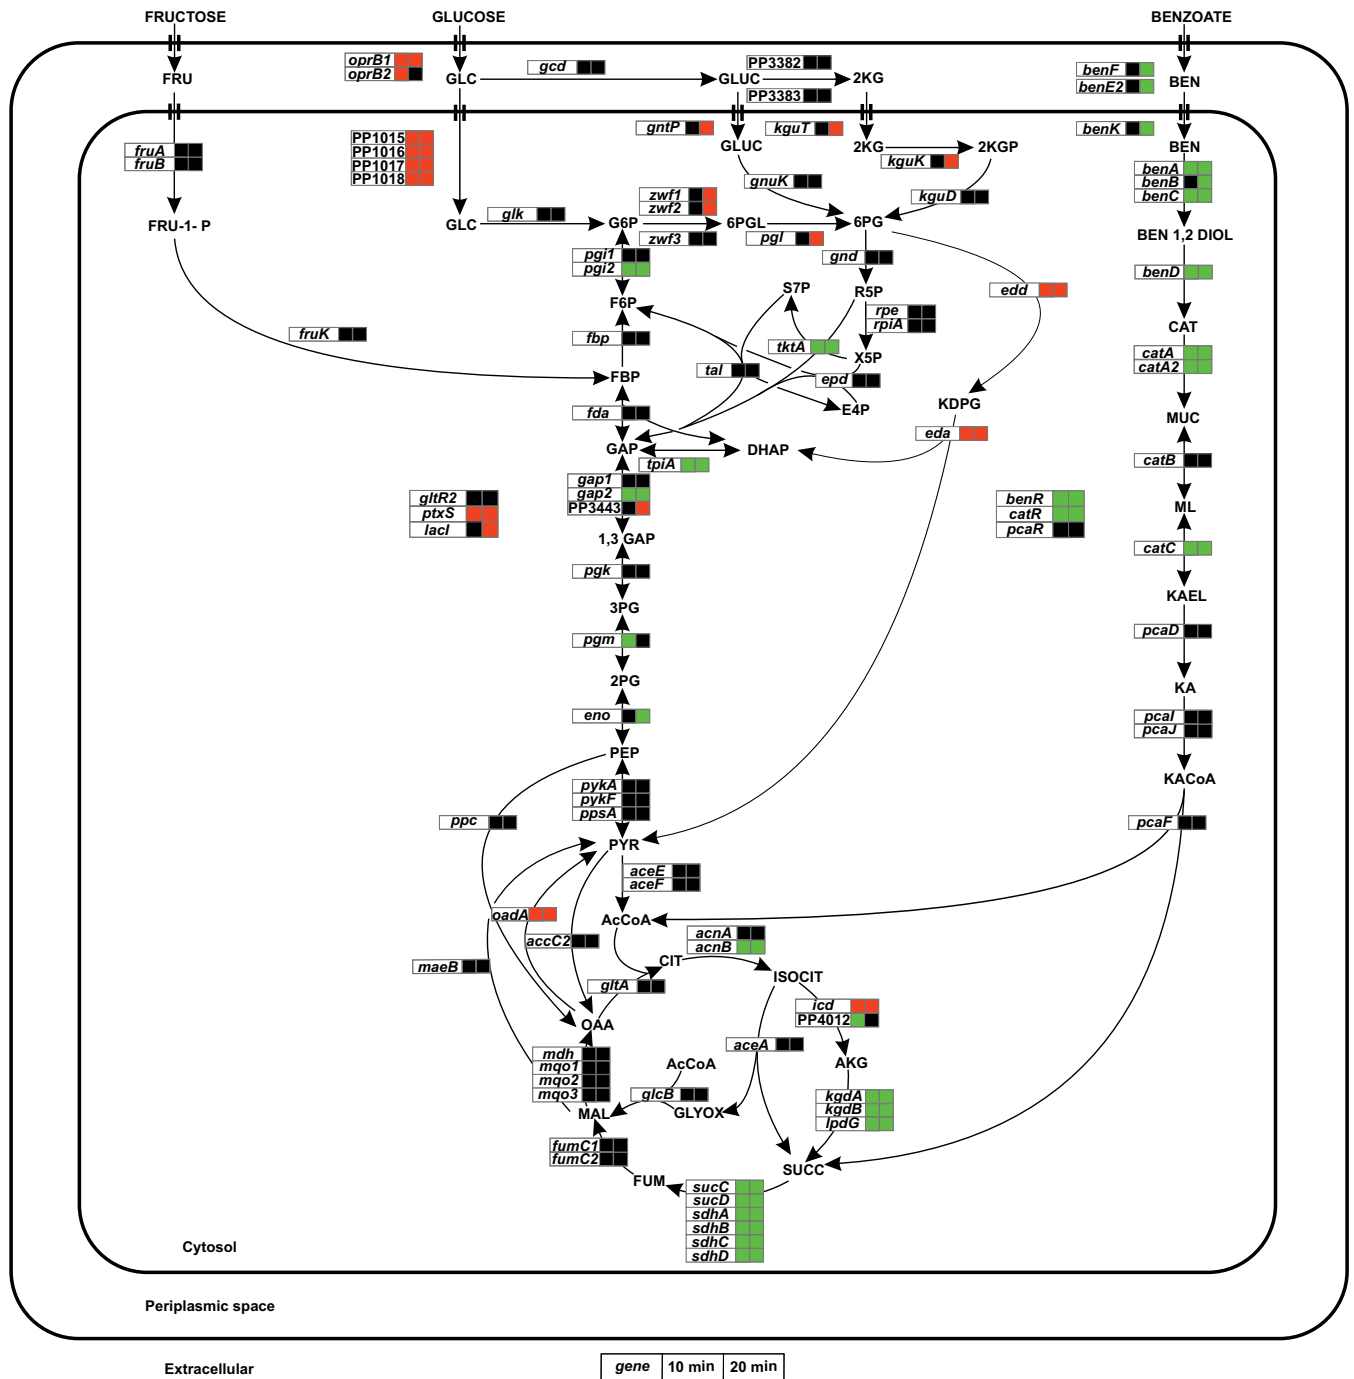 FRUCTOSE
GLUCOSE
BENZOATE
oprB1
oprB2
FRU
GLC
gcd
GLUC
PP3382
PP3383
2KG
benF
benE2
BEN
gntP
kguT
benK
GLUC
2KG
2KGP
kguK
BEN
fruA
fruB
PP1015
PP1016
PP1017
PP1018
gnuK
kguD
benA
benB
benC
zwf1
zwf2
FRU-1- P
GLC
glk
G6P
6PGL
6PG
zwf3
pgl
BEN 1,2 DIOL
pgi1
pgi2
gnd
benD
edd
S7P
R5P
F6P
rpe
rpiA
CAT
fruK
fbp
tktA
X5P
catA
catA2
FBP
tal
epd
E4P
KDPG
MUC
fda
eda
GAP
DHAP
tpiA
catB
gap1
gap2
PP3443
gltR2
ptxS
lacI
benR
catR
pcaR
ML
1,3 GAP
catC
pgk
3PG
KAEL
pgm
pcaD
2PG
KA
eno
pcaI
pcaJ
PEP
KACoA
pykA
pykF
ppsA
ppc
pcaF
PYR
aceE
aceF
oadA
AcCoA
accC2
acnA
acnB
maeB
CIT
ISOCIT
gltA
icd
PP4012
OAA
mdh
mqo1
mqo2
mqo3
aceA
AcCoA
AKG
glcB
kgdA
kgdB
lpdG
MAL
GLYOX
fumC1
fumC2
SUCC
FUM
sucC
sucD
sdhA
sdhB
sdhC
sdhD
Cytosol
Periplasmic space
Extracellular
gene 10 min 20 min